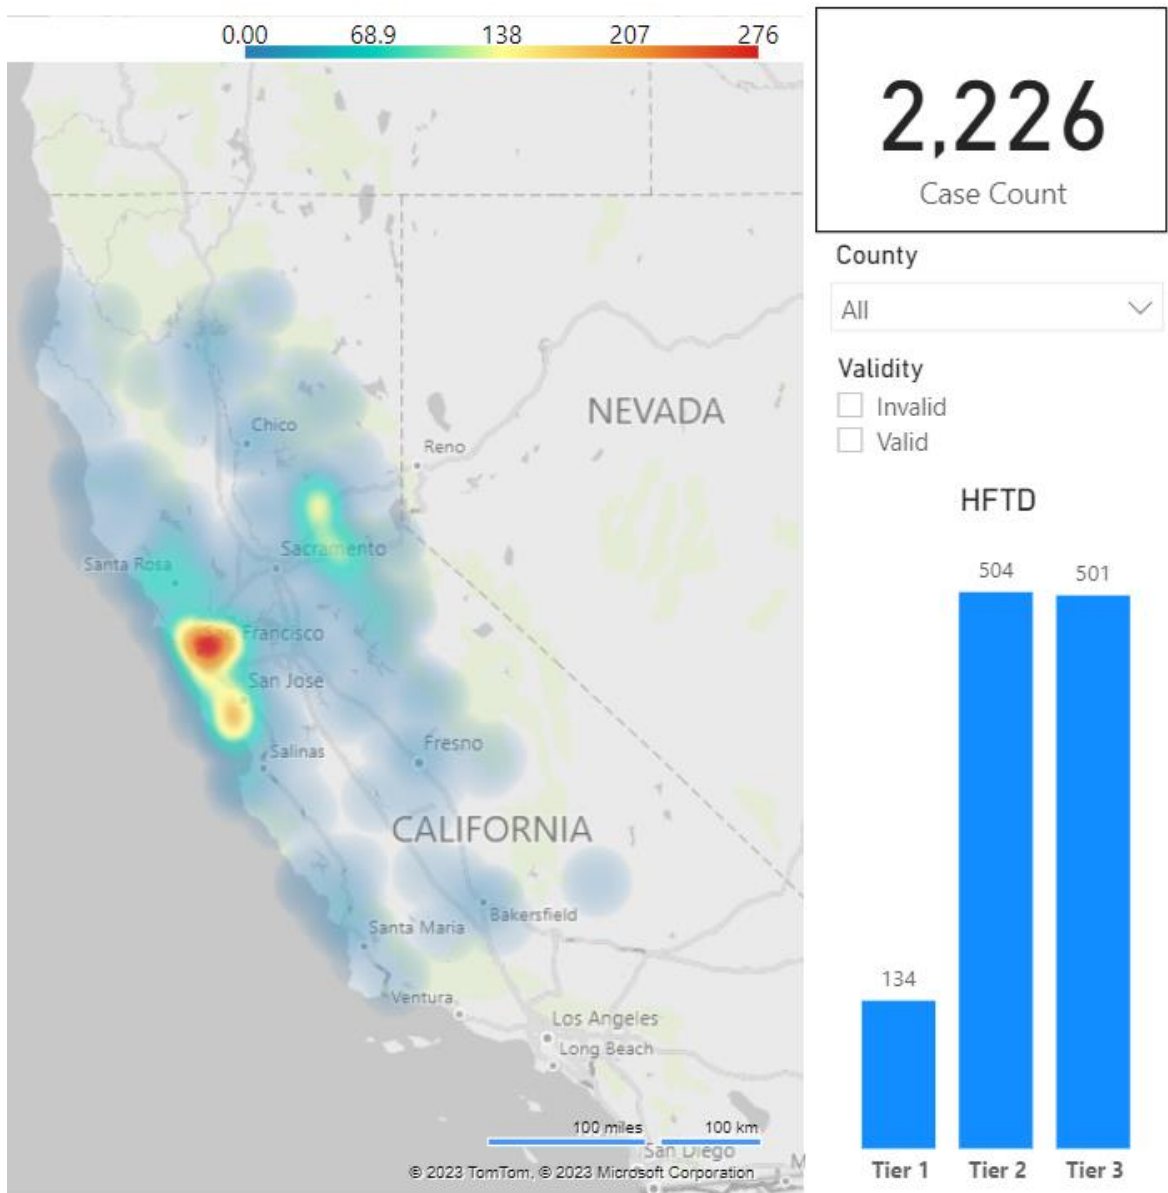 0.00 68.9 138 207 276
2,226
Case Count
County
All
Validity
Invalid
Valid
HFTD
504
501
134
Tier 1 Tier 2 Tier 3
NEVADA
Chico
Reno
Sacramento
Santa Rosa
San Francisco
San Jose
Salinas
Fresno
CALIFORNIA
Bakersfield
Santa Maria
Ventura
Los Angeles
Long Beach
100 miles 100 km
San Diego
© 2023 TomTom, © 2023 Microsoft Corporation